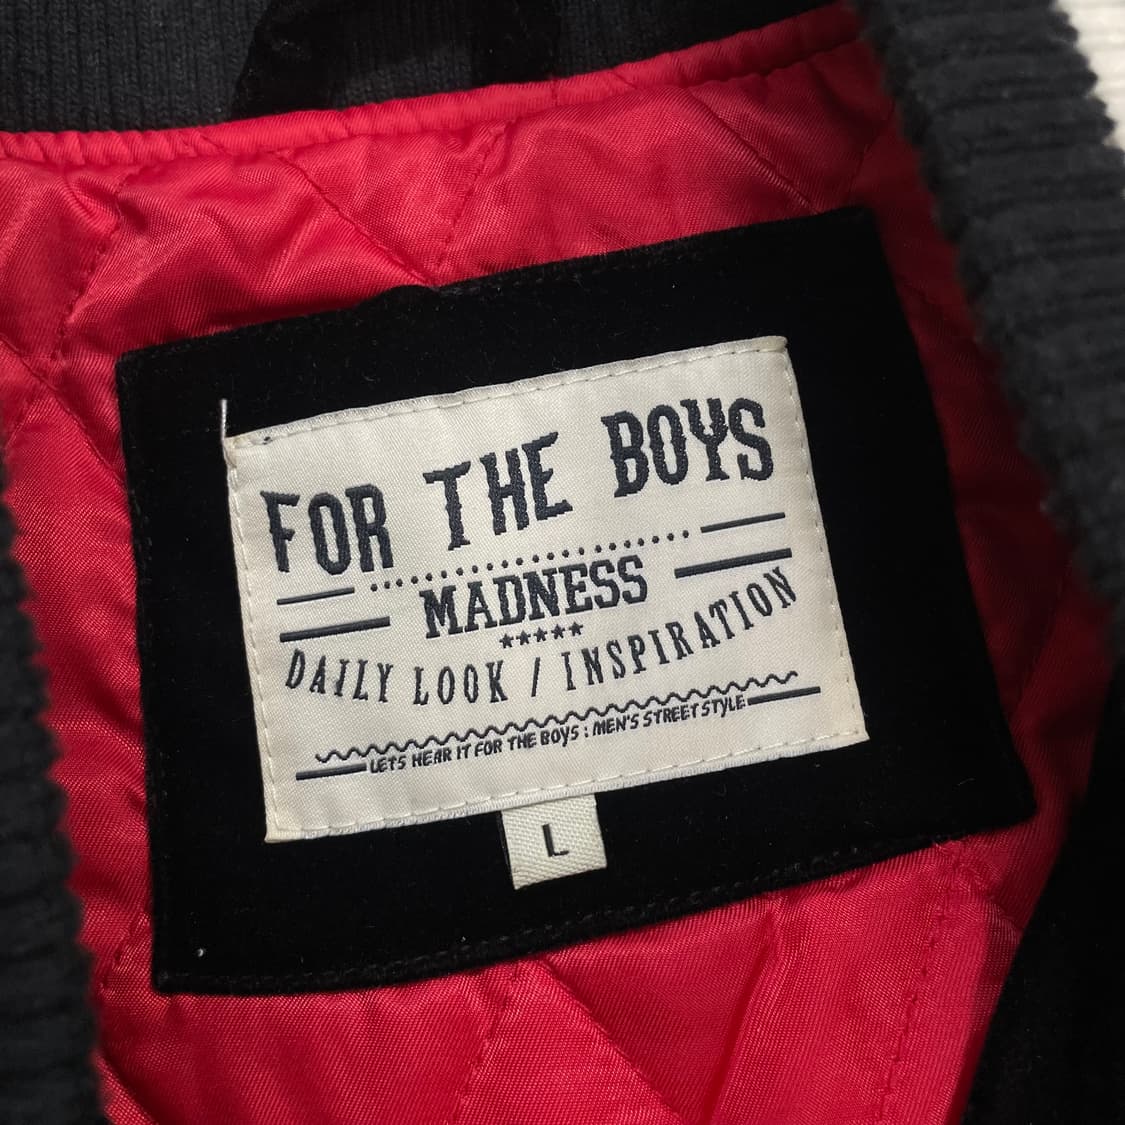 FOR THE BOYS
MADNESS
*****
DAILY LOOK / INSPIRATION
LETS HEAR IT FOR THE BOYS : MEN'S STREET STYLE
L